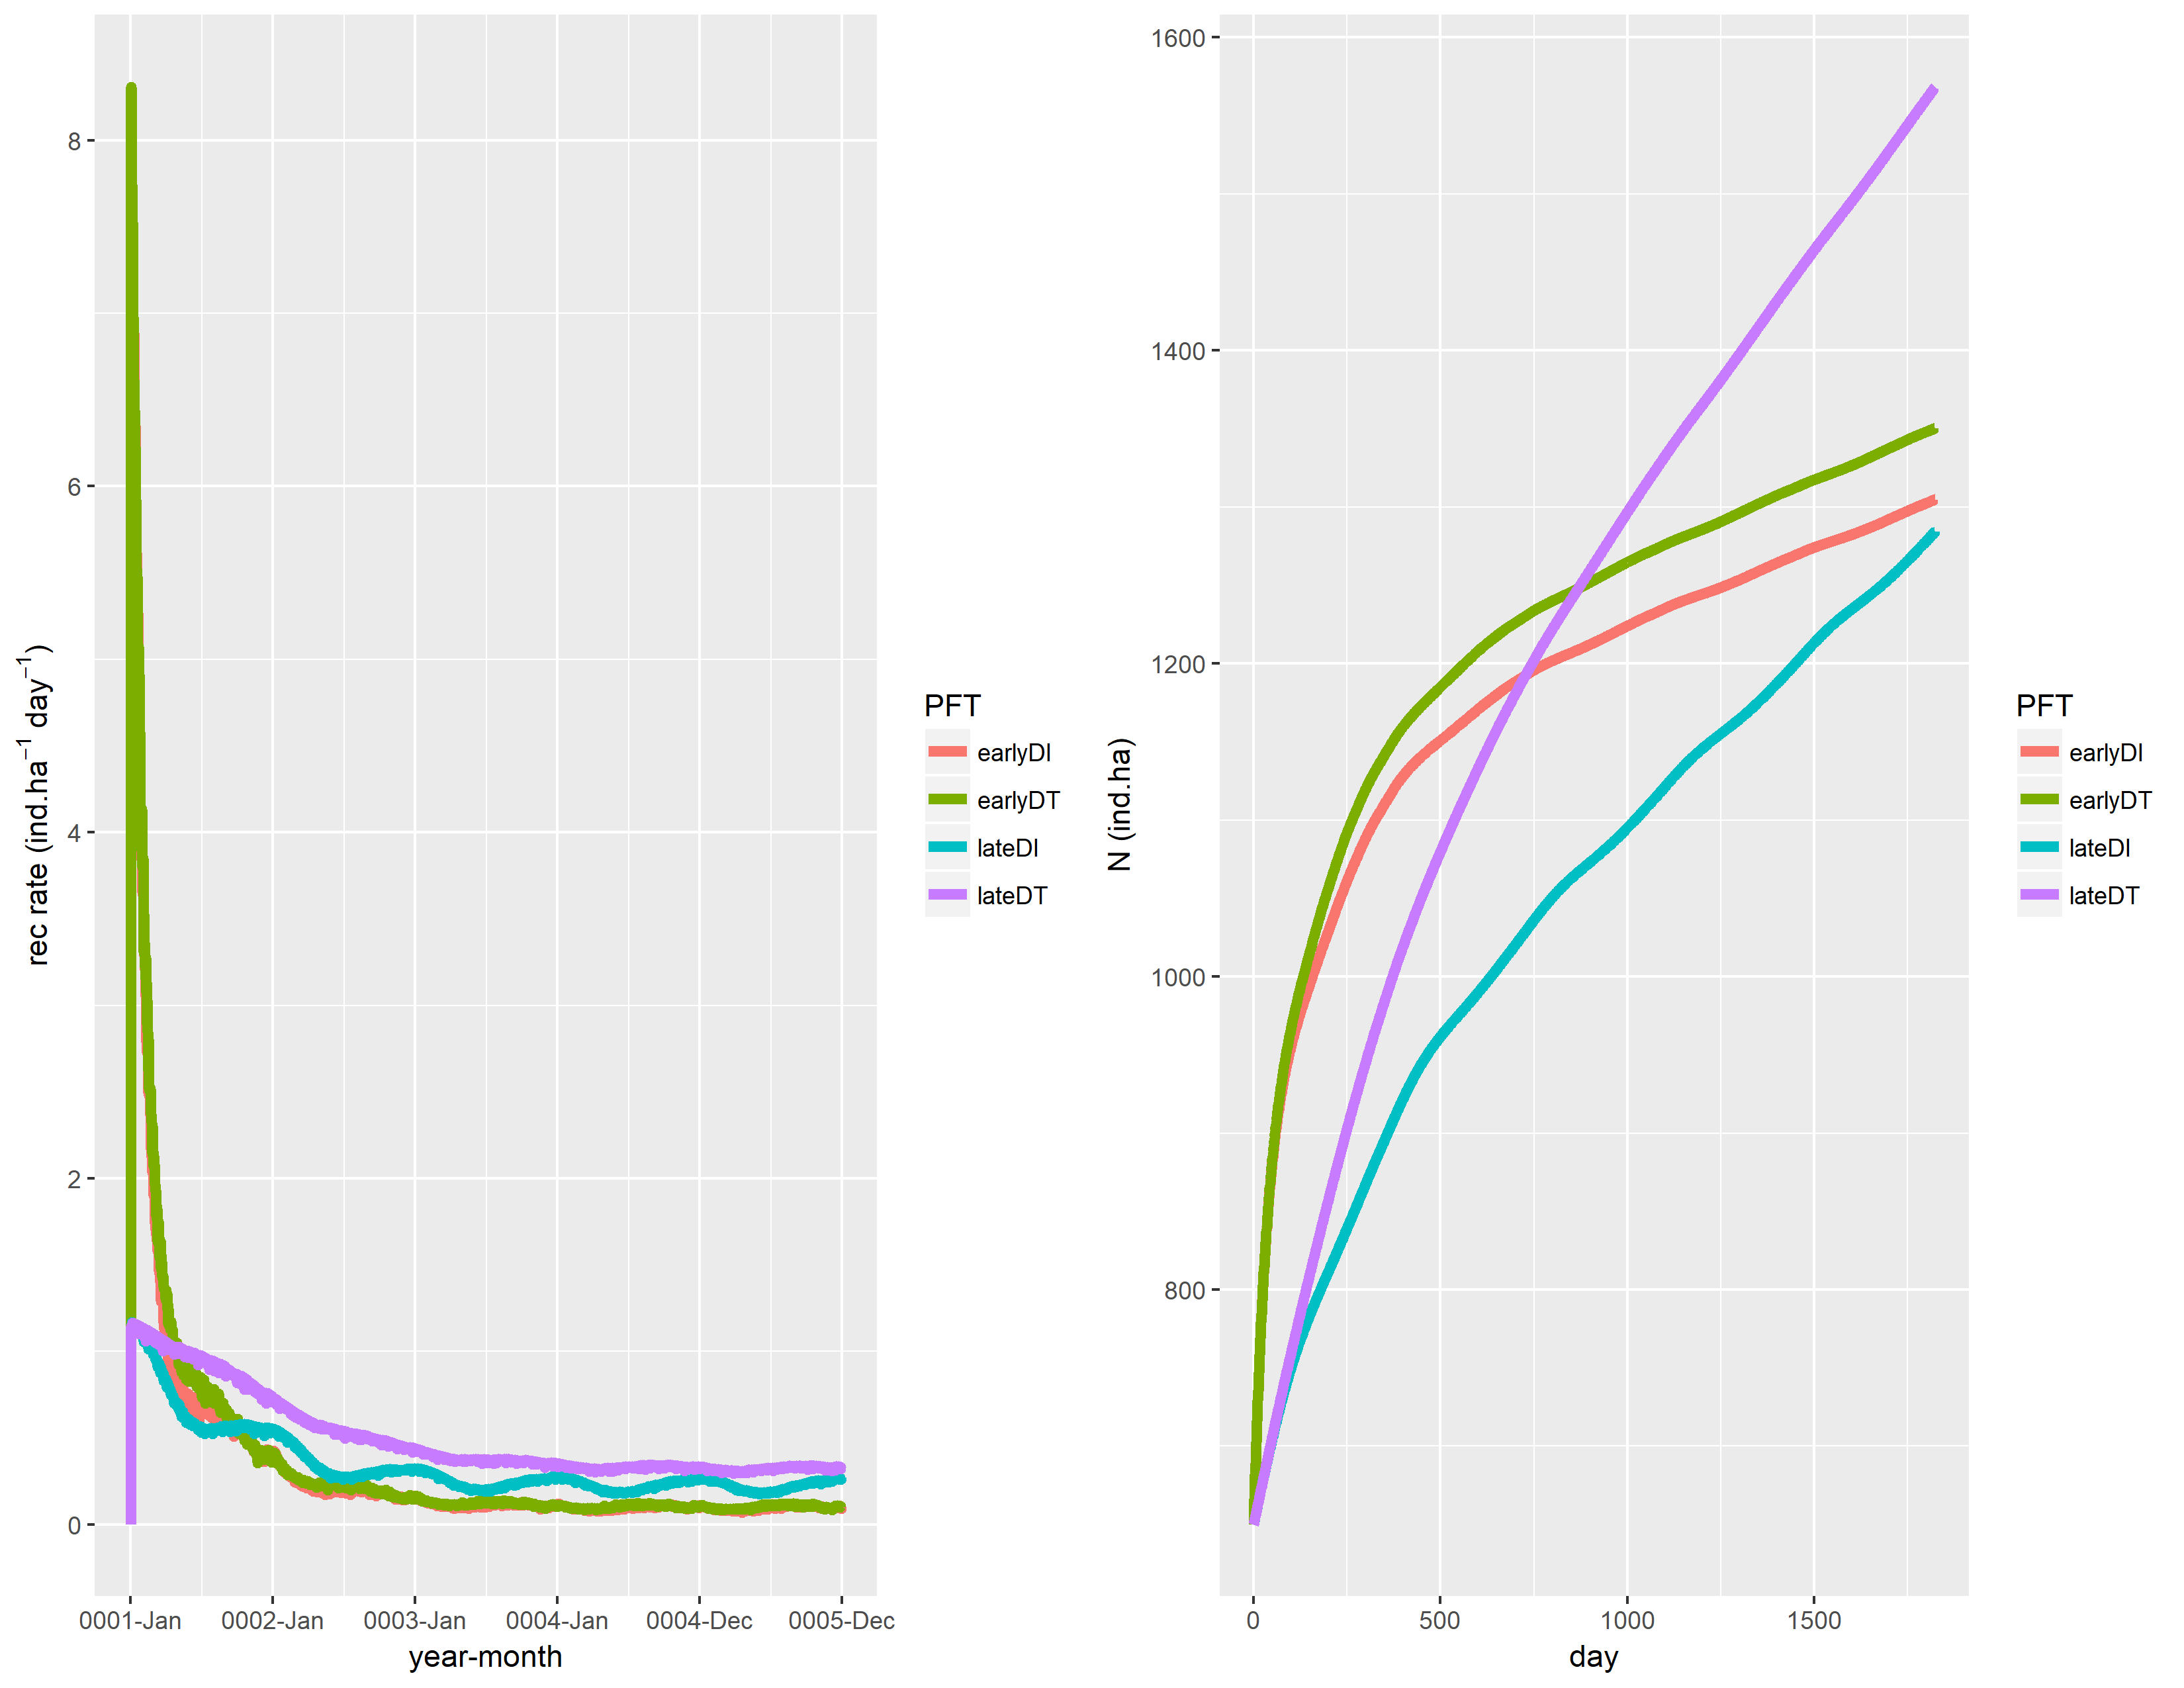 8
6
4
2
0
rec rate (ind.ha⁻¹ day⁻¹)
0001-Jan 0002-Jan 0003-Jan 0004-Jan 0004-Dec 0005-Dec
year-month
PFT
earlyDI
earlyDT
lateDI
lateDT
1600
1400
1200
1000
800
N (ind.ha)
0 500 1000 1500
day
PFT
earlyDI
earlyDT
lateDI
lateDT